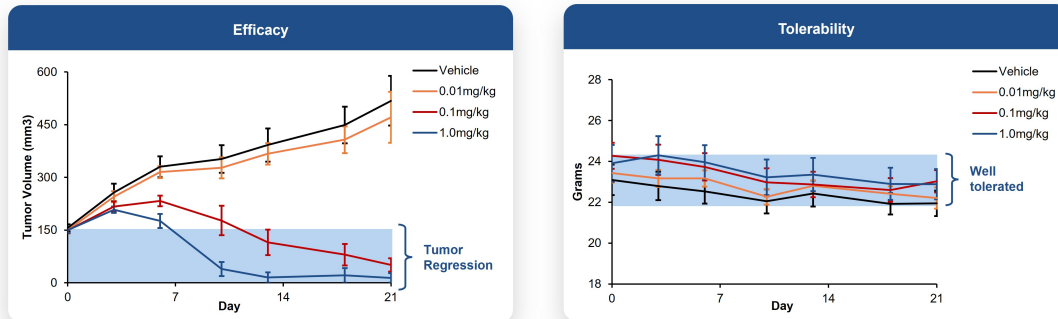 Efficacy
Tumor Volume (mm3)
600
450
300
150
0
0
7
14
21
Day
Vehicle
0.01mg/kg
0.1mg/kg
1.0mg/kg
Tumor
Regression
Tolerability
Grams
28
26
24
22
20
18
0
7
14
21
Day
Vehicle
0.01mg/kg
0.1mg/kg
1.0mg/kg
Well
tolerated